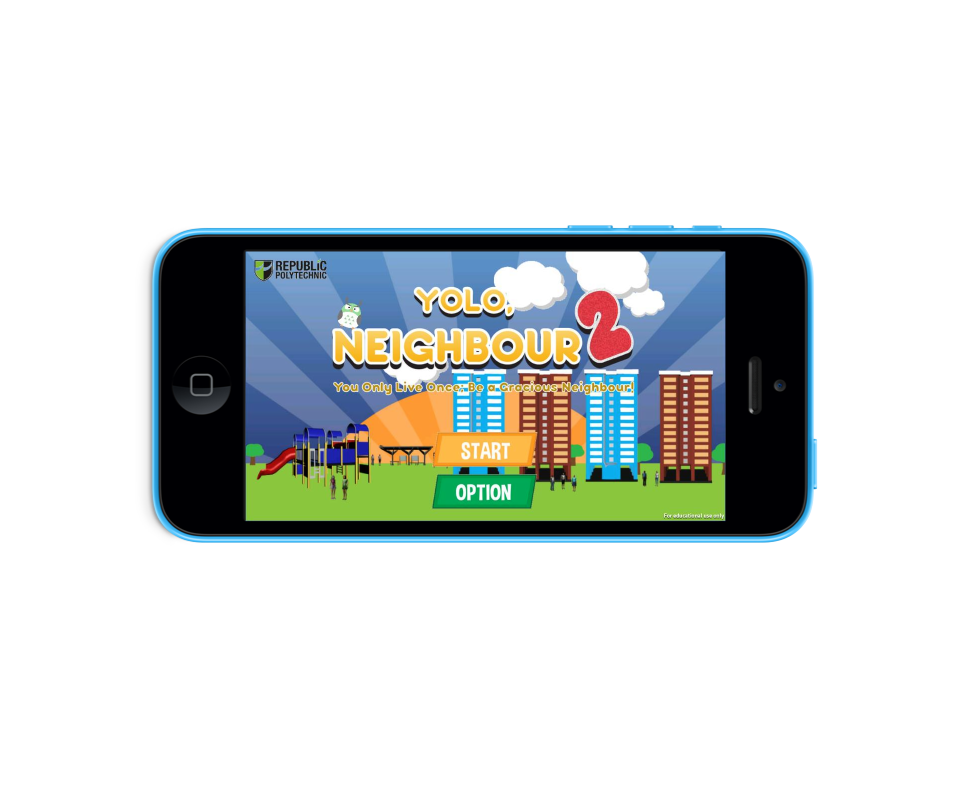 REPUBLIC
POLYTECHNIC
YOLO,
NEIGHBOUR 2
You Only Live Once: Be a Gracious Neighbour!
START
OPTION
For educational use only